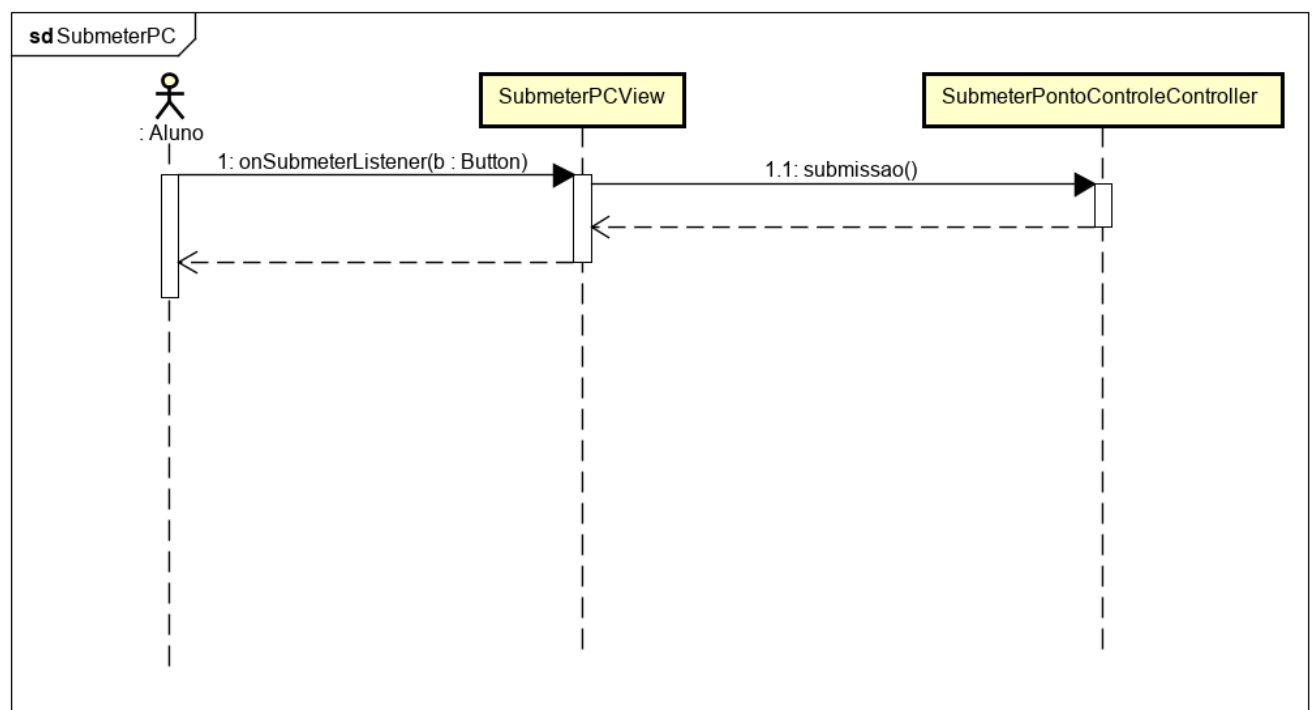 sd SubmeterPC
SubmeterPCView
SubmeterPontoControleController
: Aluno
1: onSubmeterListener(b : Button)
1.1: submissao()